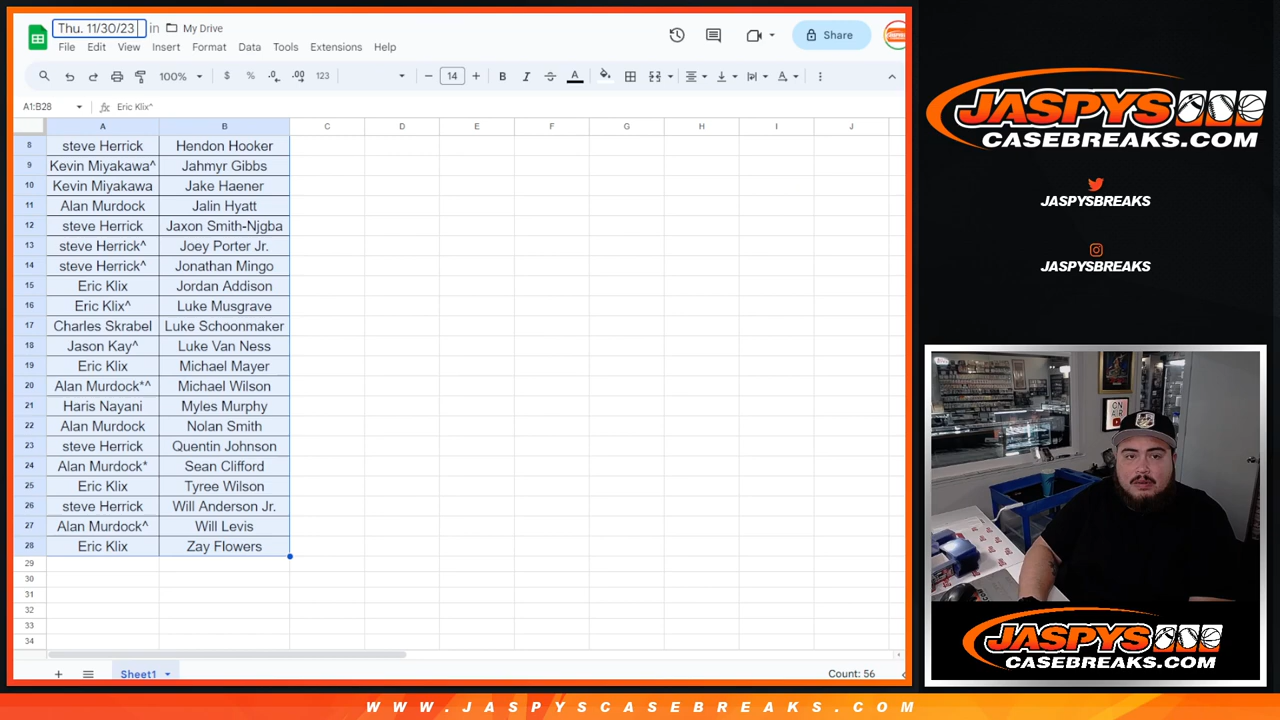 Thu. 11/30/23
in My Drive
File Edit View Insert Format Data Tools Extensions Help
Share
100% $ % .0 .00 123 14 B I A
A1:B28 Eric Klix^
A B C D E F G H I J
8 steve Herrick Hendon Hooker
9 Kevin Miyakawa^ Jahmyr Gibbs
10 Kevin Miyakawa Jake Haener
11 Alan Murdock Jalin Hyatt
12 steve Herrick Jaxon Smith-Njgba
13 steve Herrick^ Joey Porter Jr.
14 steve Herrick^ Jonathan Mingo
15 Eric Klix Jordan Addison
16 Eric Klix^ Luke Musgrave
17 Charles Skrabel Luke Schoonmaker
18 Jason Kay^ Luke Van Ness
19 Eric Klix Michael Mayer
20 Alan Murdock*^ Michael Wilson
21 Haris Nayani Myles Murphy
22 Alan Murdock Nolan Smith
23 steve Herrick Quentin Johnson
24 Alan Murdock* Sean Clifford
25 Eric Klix Tyree Wilson
26 steve Herrick Will Anderson Jr.
27 Alan Murdock^ Will Levis
28 Eric Klix Zay Flowers
29
30
31
32
33
34
Sheet1
Count: 56
JASPYS
CASEBREAKS.COM
JASPYSBREAKS
JASPYSBREAKS
ON
AIR
JASPYS
CASEBREAKS.COM
WWW.JASPYSCASEBREAKS.COM